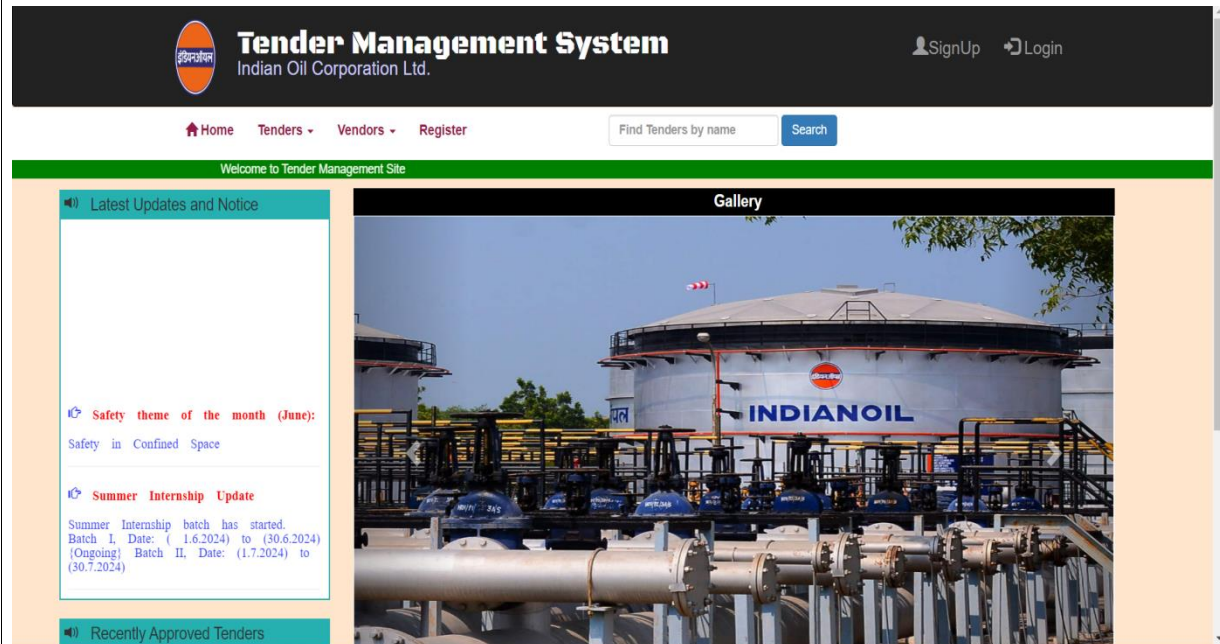 इंडियनऑयल
Tender Management System
Indian Oil Corporation Ltd.
SignUp Login
Home Tenders Vendors Register
Find Tenders by name Search
Welcome to Tender Management Site
Latest Updates and Notice
Gallery
Safety theme of the month (June):
Safety in Confined Space
Summer Internship Update
Summer Internship batch has started.
Batch I, Date: ( 1.6.2024) to (30.6.2024)
{Ongoing} Batch II, Date: (1.7.2024) to
(30.7.2024)
इंडियनऑयल
INDIANOIL
Recently Approved Tenders